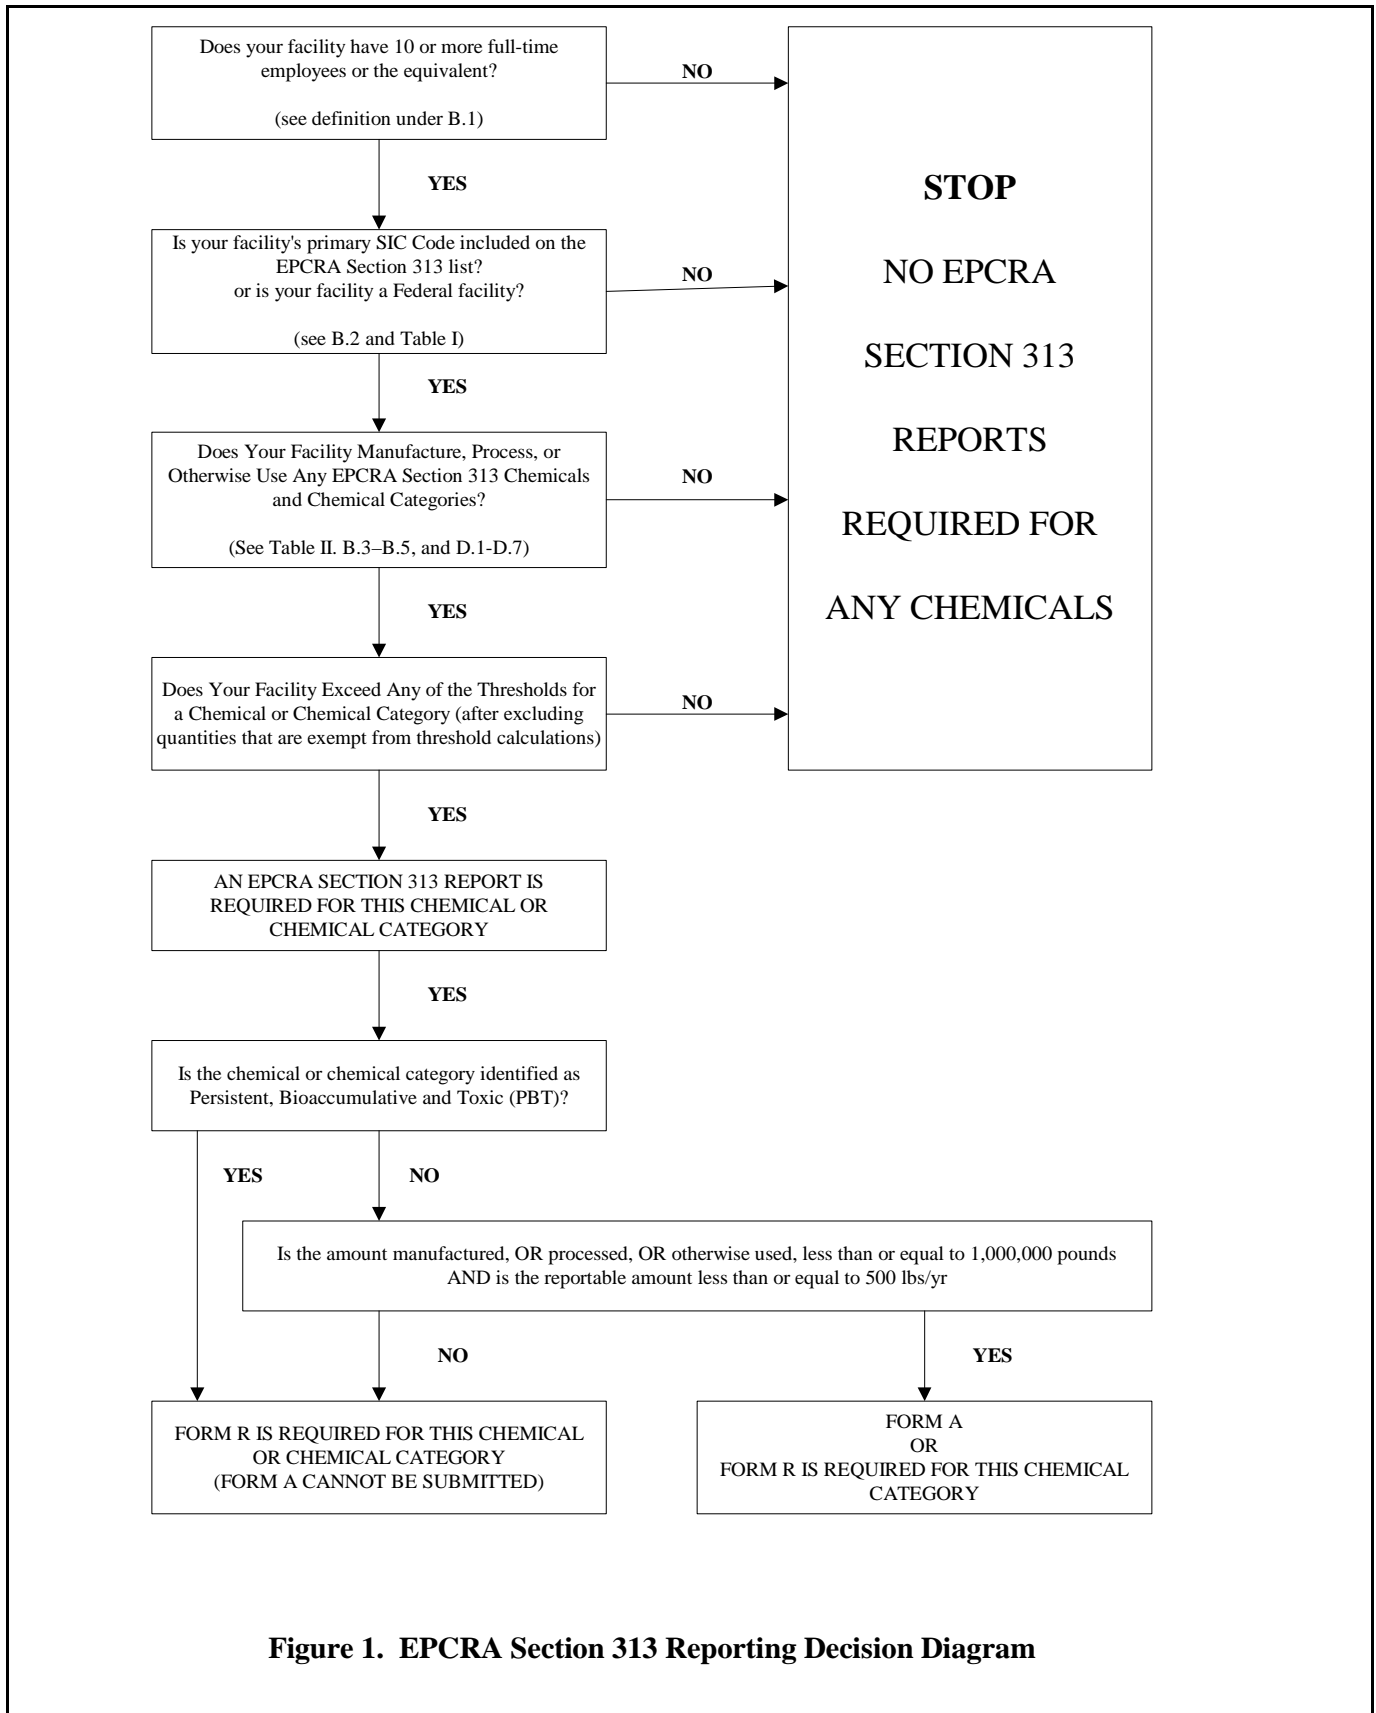 Does your facility have 10 or more full-time
employees or the equivalent?
(see definition under B.1)
NO
YES
Is your facility's primary SIC Code included on the
EPCRA Section 313 list?
or is your facility a Federal facility?
(see B.2 and Table I)
NO
YES
Does Your Facility Manufacture, Process, or
Otherwise Use Any EPCRA Section 313 Chemicals
and Chemical Categories?
(See Table II. B.3–B.5, and D.1-D.7)
NO
YES
Does Your Facility Exceed Any of the Thresholds for
a Chemical or Chemical Category (after excluding
quantities that are exempt from threshold calculations)
NO
STOP
NO EPCRA
SECTION 313
REPORTS
REQUIRED FOR
ANY CHEMICALS
YES
AN EPCRA SECTION 313 REPORT IS
REQUIRED FOR THIS CHEMICAL OR
CHEMICAL CATEGORY
YES
Is the chemical or chemical category identified as
Persistent, Bioaccumulative and Toxic (PBT)?
YES
NO
Is the amount manufactured, OR processed, OR otherwise used, less than or equal to 1,000,000 pounds
AND is the reportable amount less than or equal to 500 lbs/yr
NO
YES
FORM R IS REQUIRED FOR THIS CHEMICAL
OR CHEMICAL CATEGORY
(FORM A CANNOT BE SUBMITTED)
FORM A
OR
FORM R IS REQUIRED FOR THIS CHEMICAL
CATEGORY
Figure 1. EPCRA Section 313 Reporting Decision Diagram